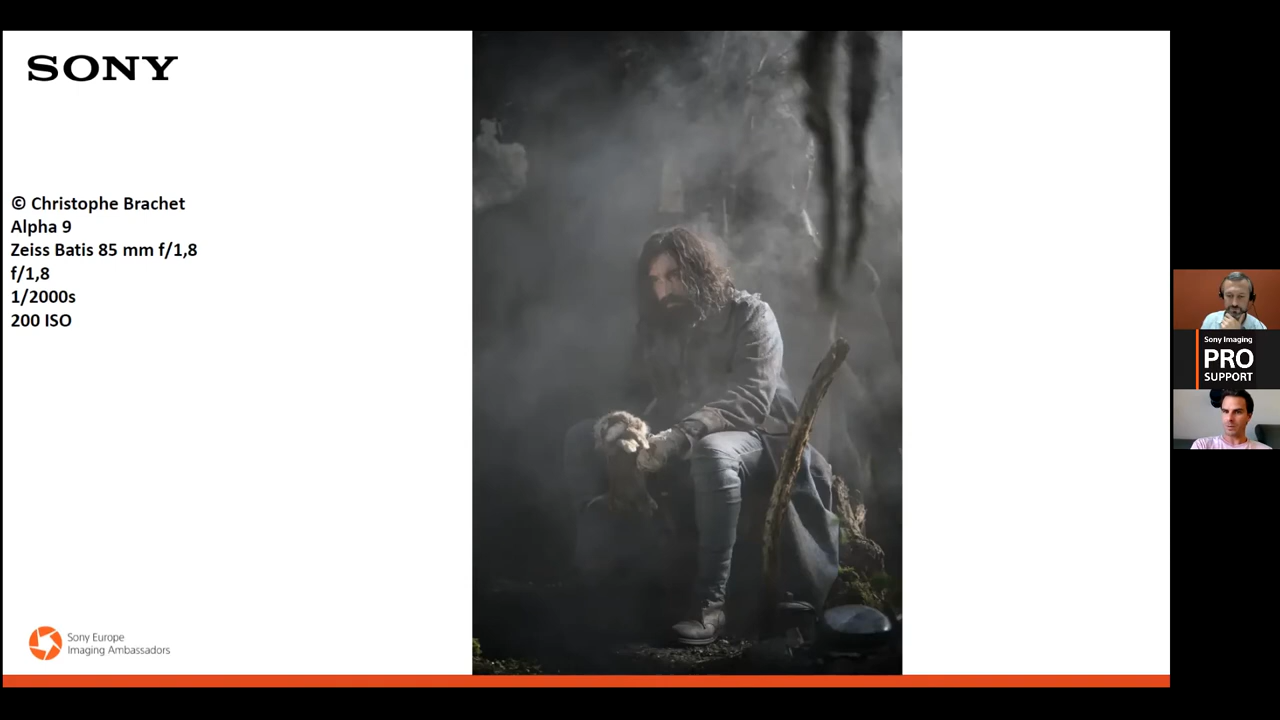 SONY
© Christophe Brachet
Alpha 9
Zeiss Batis 85 mm f/1,8
f/1,8
1/2000s
200 ISO
Sony Europe
Imaging Ambassadors
Sony Imaging
PRO
SUPPORT